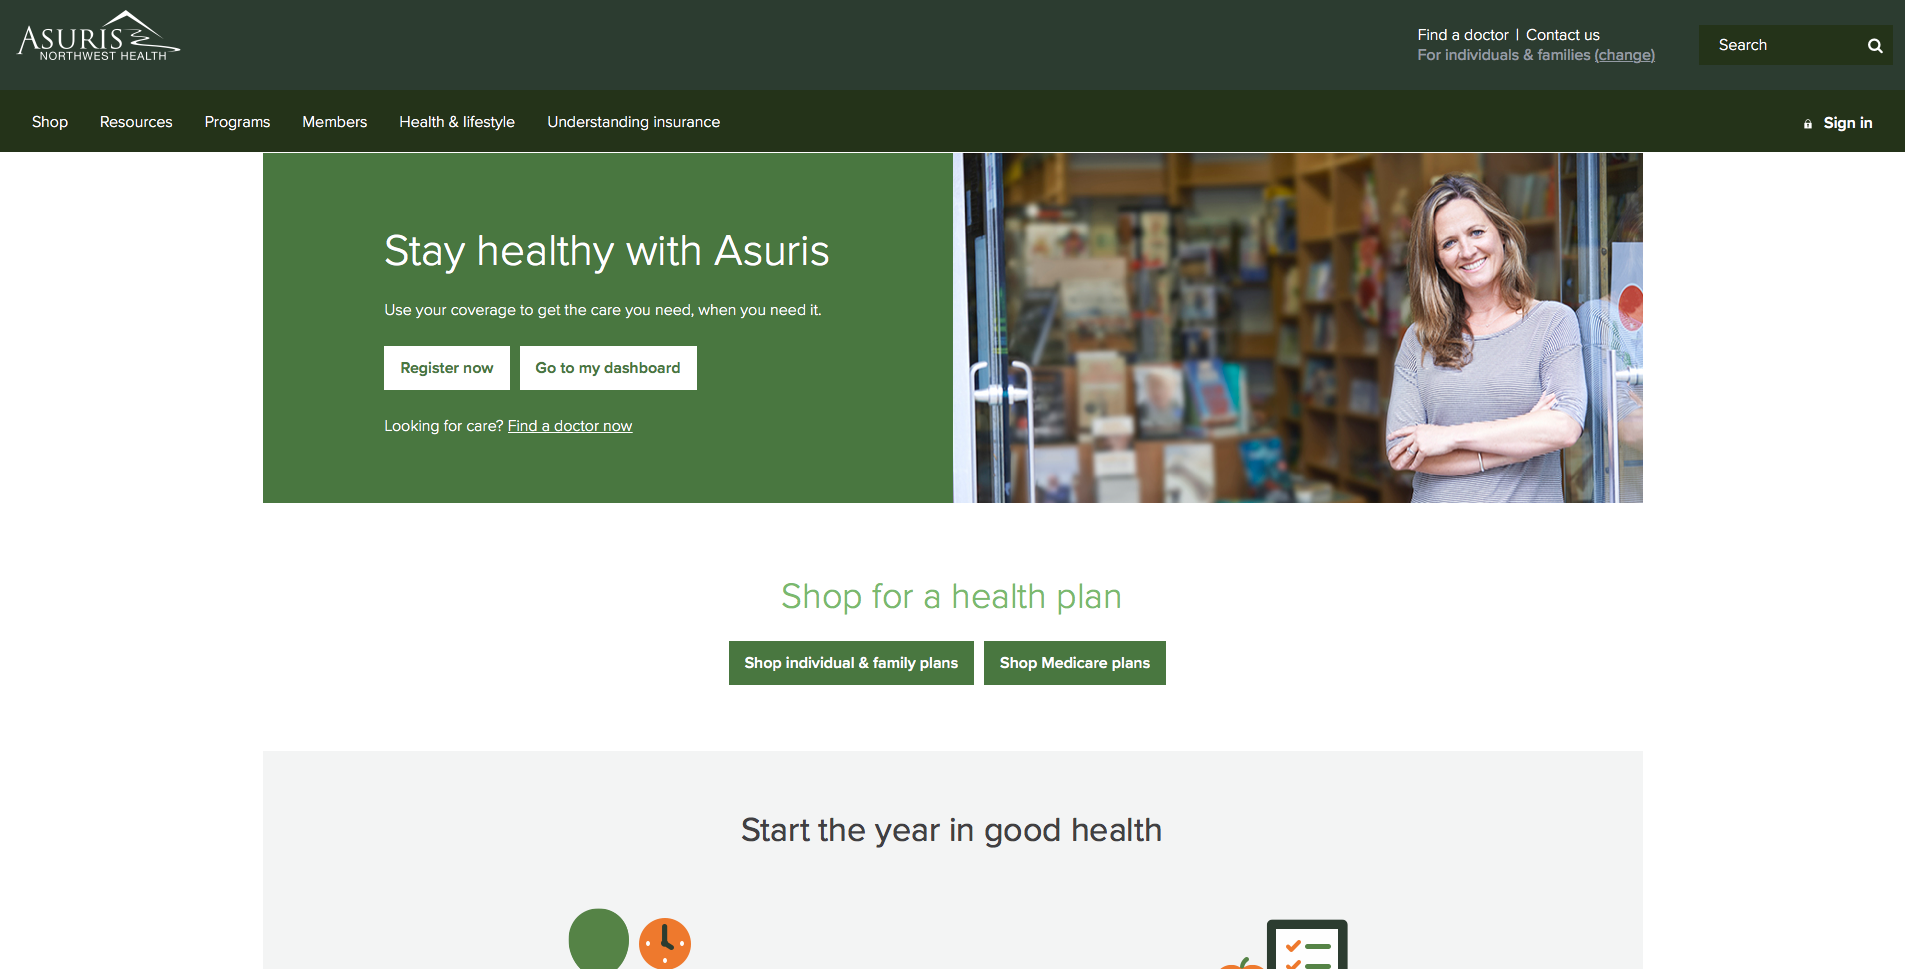 ASURIS
NORTHWEST HEALTH
Find a doctor | Contact us
For individuals & families (change)
Search
Shop
Resources
Programs
Members
Health & lifestyle
Understanding insurance
Sign in
Stay healthy with Asuris
Use your coverage to get the care you need, when you need it.
Register now
Go to my dashboard
Looking for care? Find a doctor now
Shop for a health plan
Shop individual & family plans
Shop Medicare plans
Start the year in good health